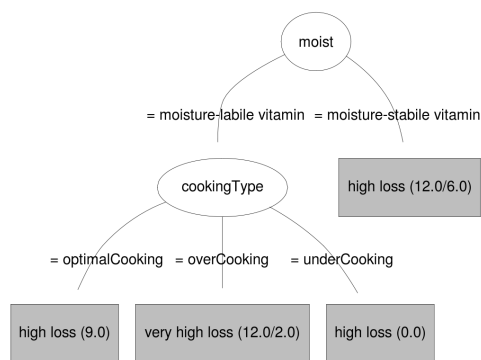 moist
= moisture-labile vitamin = moisture-stabile vitamin
cookingType
high loss (12.0/6.0)
= optimalCooking = overCooking = underCooking
high loss (9.0) very high loss (12.0/2.0) high loss (0.0)